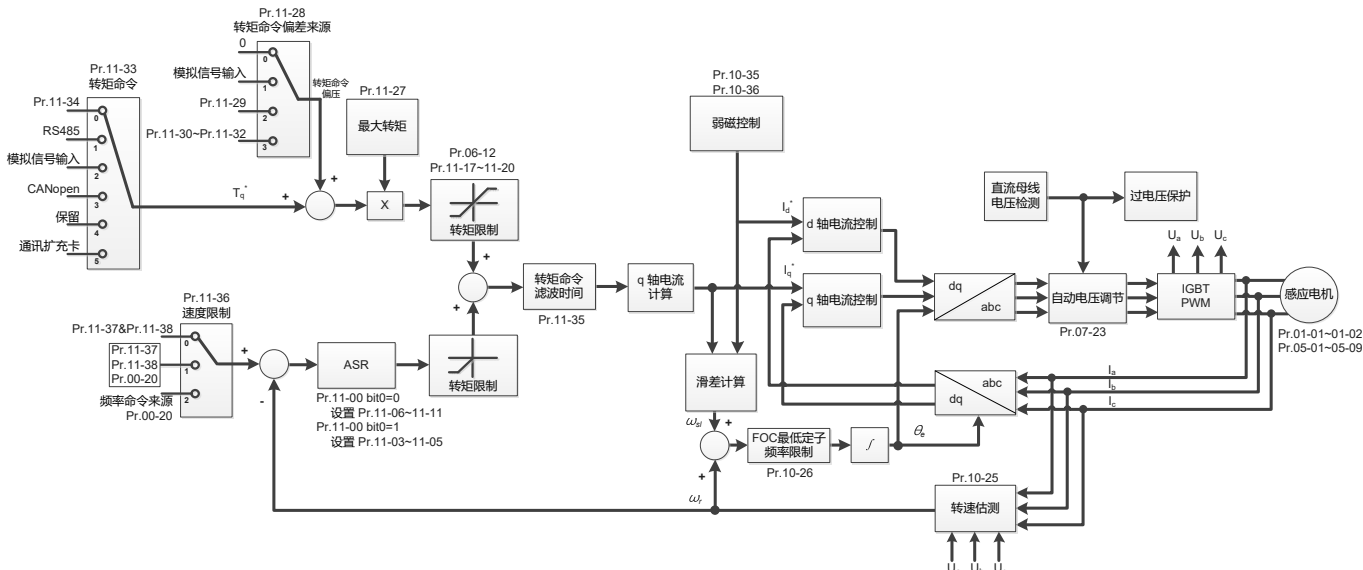 Pr.11-28
转矩命令偏差来源
0
0
模拟信号输入
1
Pr.11-29
2
Pr.11-30~Pr.11-32
3
转矩命令
偏压
Pr.11-33
转矩命令
Pr.11-34
0
RS485
1
模拟信号输入
2
CANopen
3
保留
4
通讯扩充卡
5
Tq*
+
+
Pr.11-27
最大转矩
X
Pr.06-12
Pr.11-17~11-20
转矩限制
+
+
转矩命令
滤波时间
Pr.11-35
q 轴电流
计算
Pr.11-36
速度限制
Pr.11-37&Pr.11-38
0
Pr.11-37
Pr.11-38
Pr.00-20
1
频率命令来源
2
Pr.00-20
+
-
ASR
Pr.11-00 bit0=0
设置 Pr.11-06~11-11
Pr.11-00 bit0=1
设置 Pr.11-03~11-05
转矩限制
Pr.10-35
Pr.10-36
弱磁控制
Id*
d 轴电流控制
Iq*
q 轴电流控制
dq
abc
直流母线
电压检测
过电压保护
自动电压调节
Pr.07-23
Ua
Ub
Uc
IGBT
PWM
感应电机
Pr.01-01~01-02
Pr.05-01~05-09
滑差计算
ωsl
+
+
ωr
FOC最低定子
频率限制
Pr.10-26
∫
θe
abc
dq
Ia
Ib
Ic
Pr.10-25
转速估测